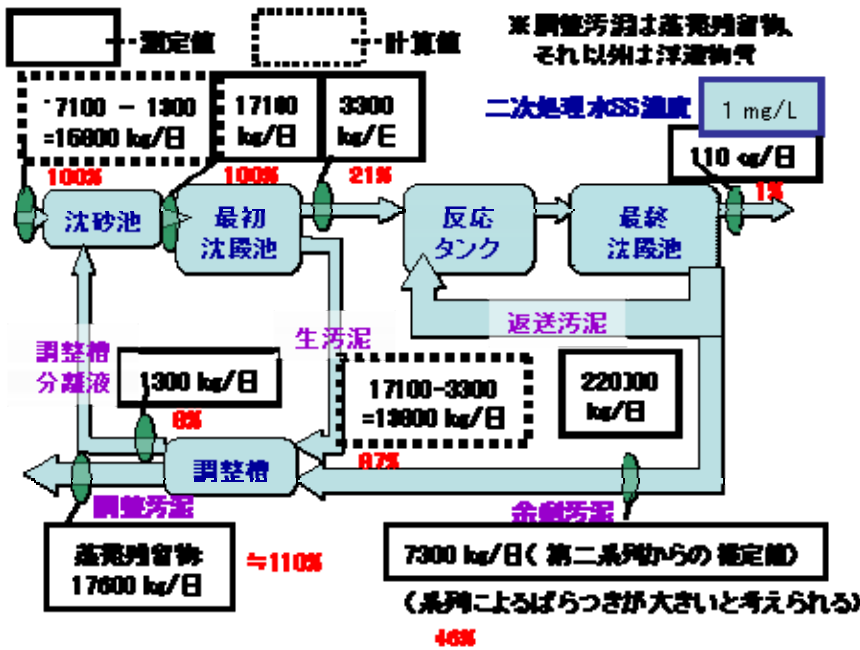 測定値
計算値
※調整汚泥は蒸発残留物、
それ以外は浮遊物質
17100
kg/日
3300
二次処理水SS濃度
1 mg/L
=15800 kg/日
100%
100%
21%
1%
沈砂池
最初
沈殿池
反応
タンク
最終
沈殿池
返送汚泥
生汚泥
調整槽
分離液
1300 kg/日
8%
17100-3300
=13800 kg/日
87%
220000
kg/日
調整槽
調整汚泥
余剰汚泥
蒸発残留物:
17600 kg/日
≒110%
7300 kg/日( 第二系列からの 推定値)
(系列によるばらつきが大きいと考えられる)
46%